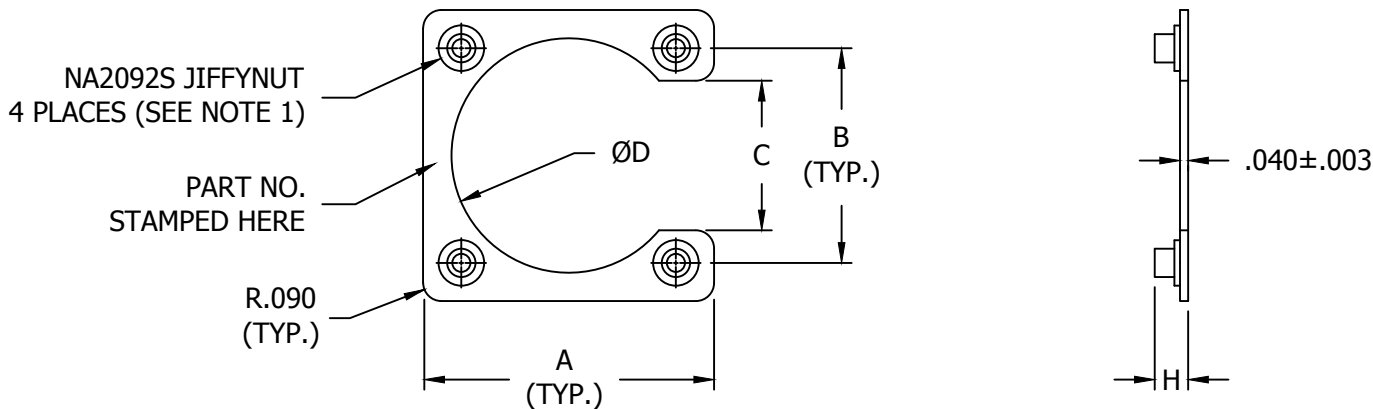 NA2092S JIFFYNUT
4 PLACES (SEE NOTE 1)
PART NO.
STAMPED HERE
R.090
(TYP.)
ØD
C
B
(TYP.)
A
(TYP.)
.040±.003
H